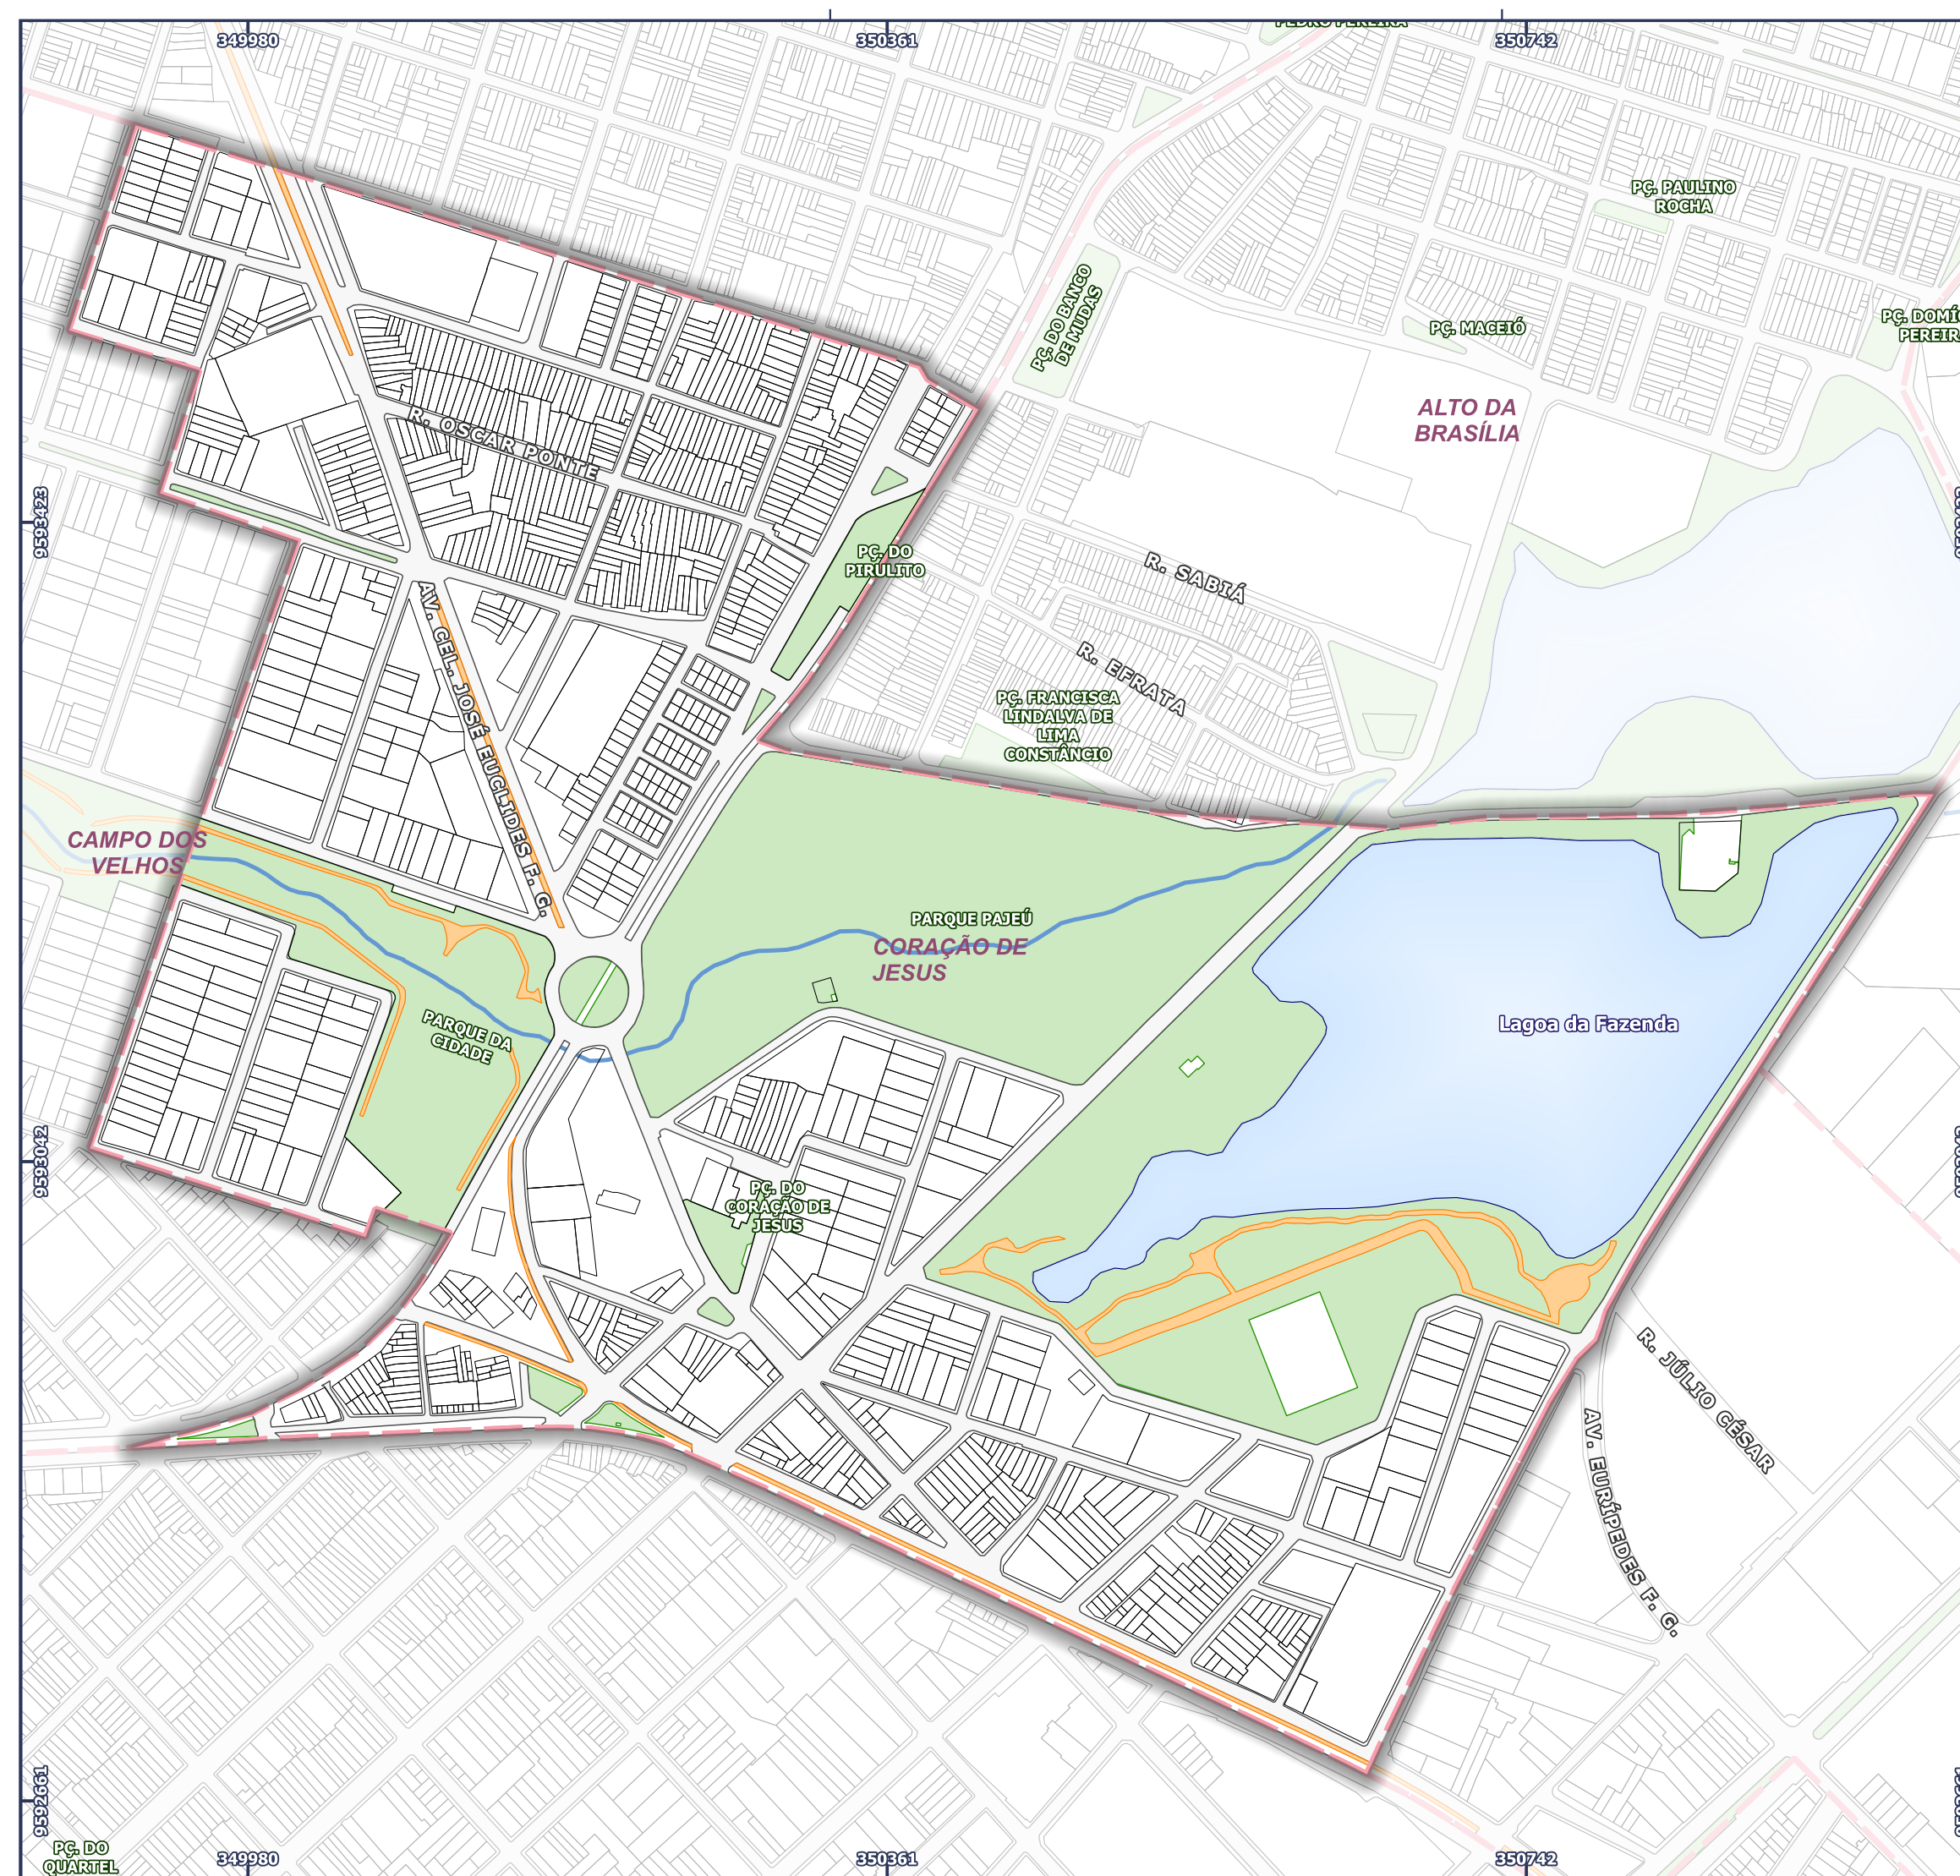 PEDRO PEREIRA
349980
350361
350742
PÇ. PAULINO
ROCHA
PÇ. DO BANCO
DE MUDAS
PÇ. MACEIÓ
PÇ. DOMÍ
PEREIR
ALTO DA
BRASÍLIA
R. OSCAR PONTE
9593423
PÇ. DO
PIRULITO
R. SABIÁ
R. EFRATA
AV. CEL. JOSÉ EUCLIDES F. G.
PÇ. FRANCISCA
LINDALVA DE
LIMA
CONSTÂNCIO
CAMPO DOS
VELHOS
PARQUE PAJEÚ
CORAÇÃO DE
JESUS
Lagoa da Fazenda
PARQUE DA
CIDADE
9593042
PÇ. DO
CORAÇÃO DE
JESUS
R. JÚLIO CÉSAR
AV. EURÍPEDES F. G.
9592661
PÇ. DO
QUARTEL
349980
350361
350742